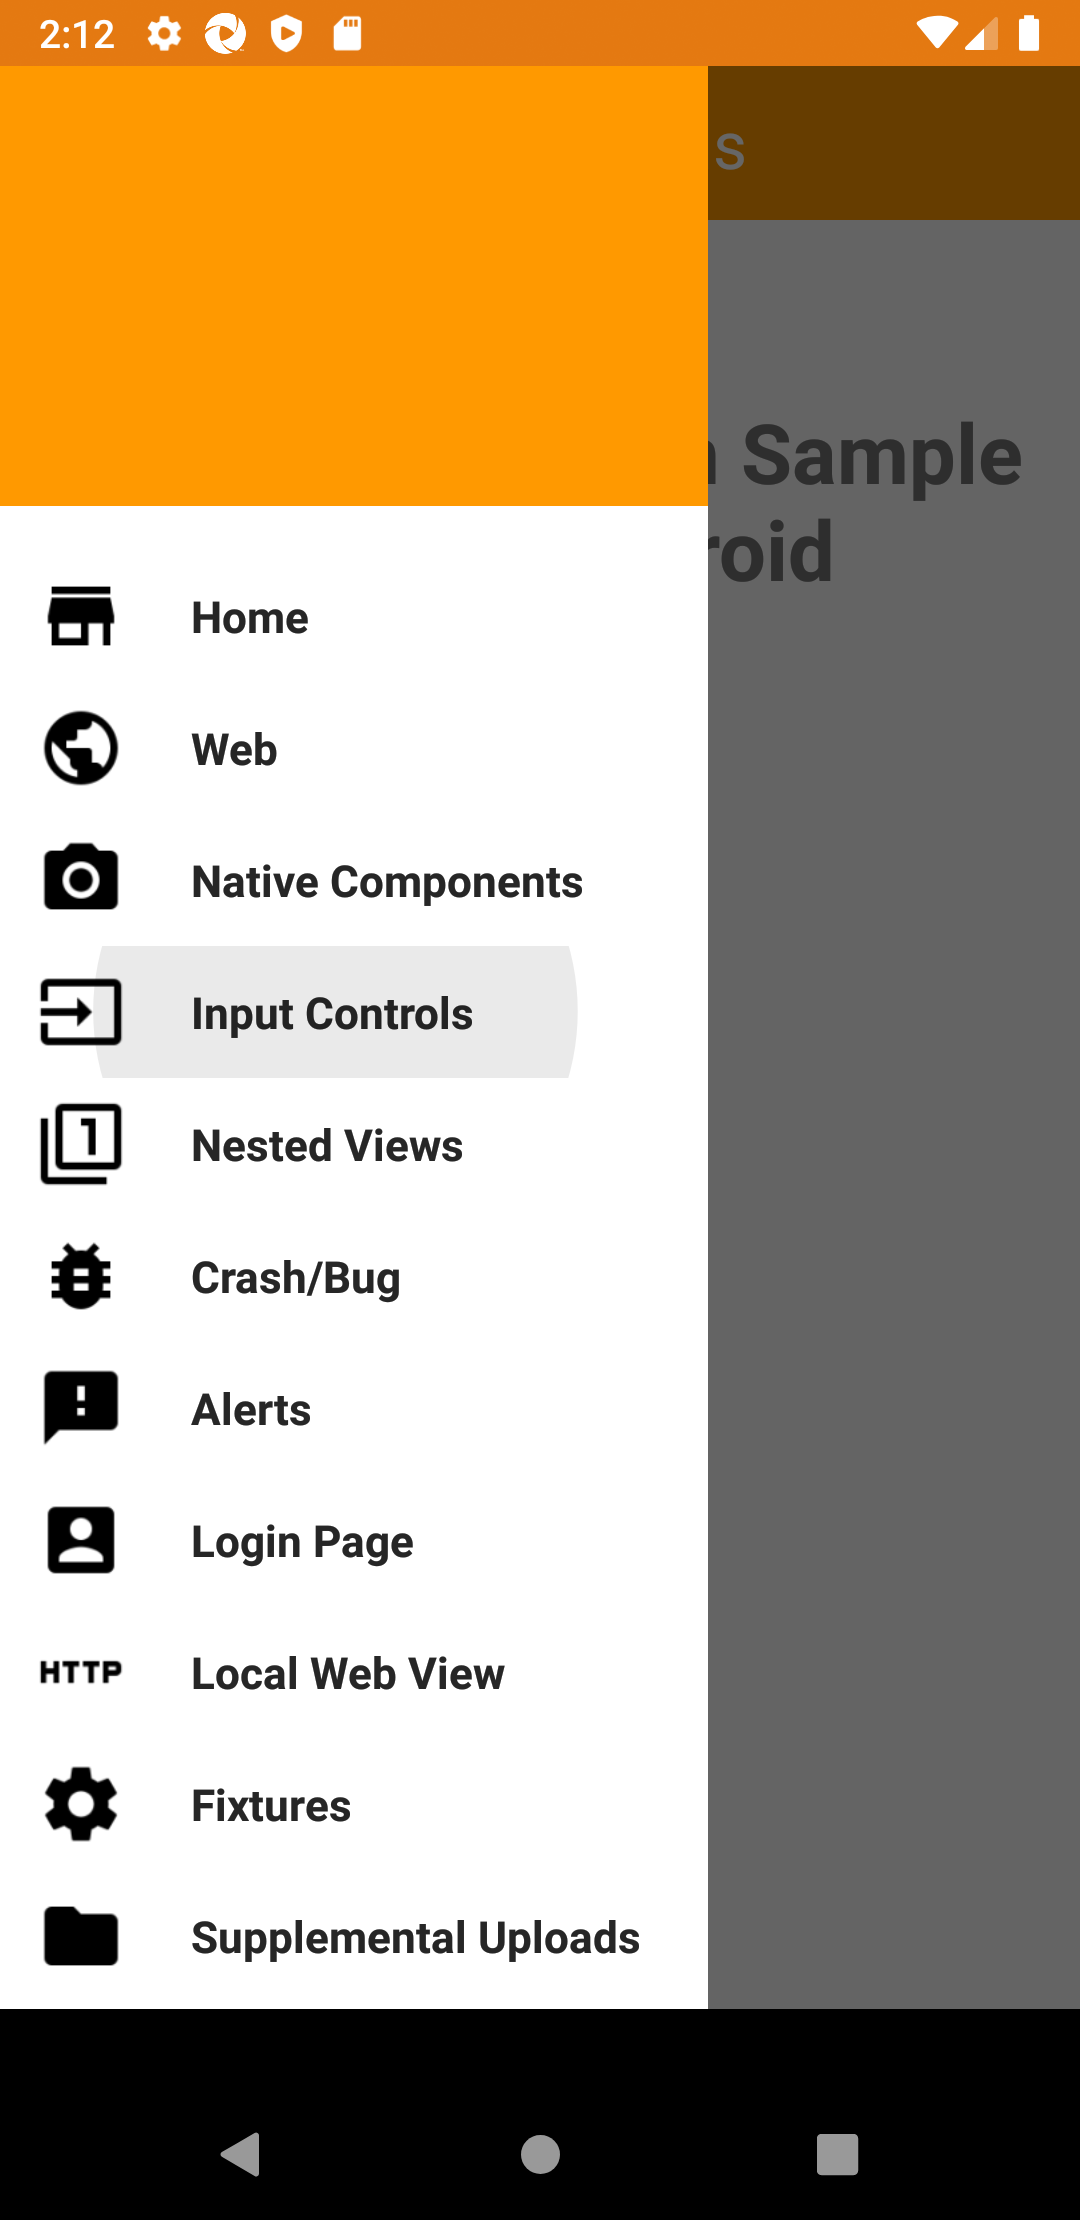 2:12
s
Sample
roid
Home
Web
Native Components
Input Controls
Nested Views
1
Crash/Bug
Alerts
Login Page
HTTP
Local Web View
Fixtures
Supplemental Uploads